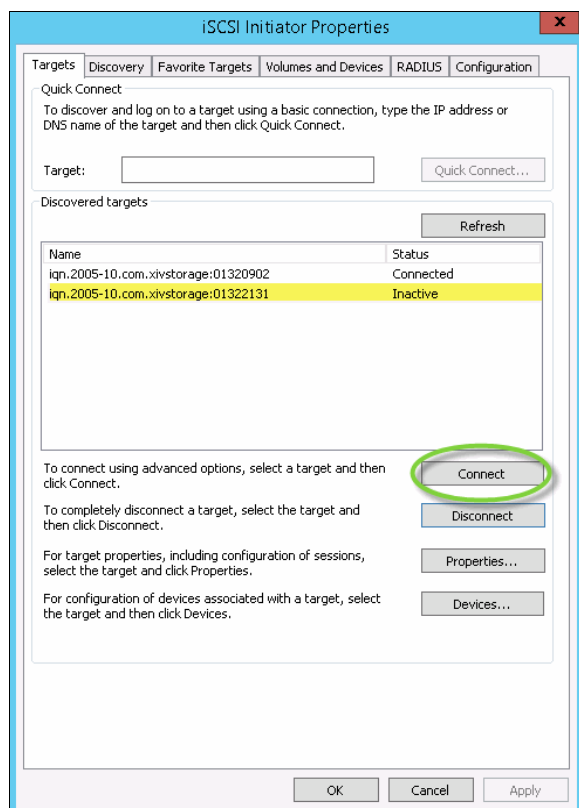 iSCSI Initiator Properties
x
Targets Discovery Favorite Targets Volumes and Devices RADIUS Configuration
Quick Connect
To discover and log on to a target using a basic connection, type the IP address or
DNS name of the target and then click Quick Connect.
Target:
Quick Connect...
Discovered targets
Refresh
Name Status
iqn.2005-10.com.xivstorage:01320902 Connected
iqn.2005-10.com.xivstorage:01322131 Inactive
To connect using advanced options, select a target and then
click Connect.
Connect
To completely disconnect a target, select the target and
then click Disconnect.
Disconnect
For target properties, including configuration of sessions,
select the target and click Properties.
Properties...
For configuration of devices associated with a target, select
the target and then click Devices.
Devices...
OK Cancel Apply